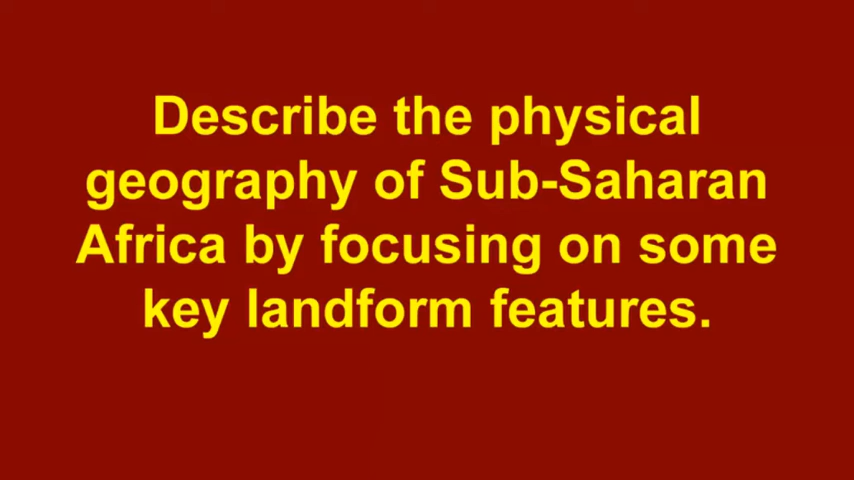 Describe the physical
geography of Sub-Saharan
Africa by focusing on some
key landform features.